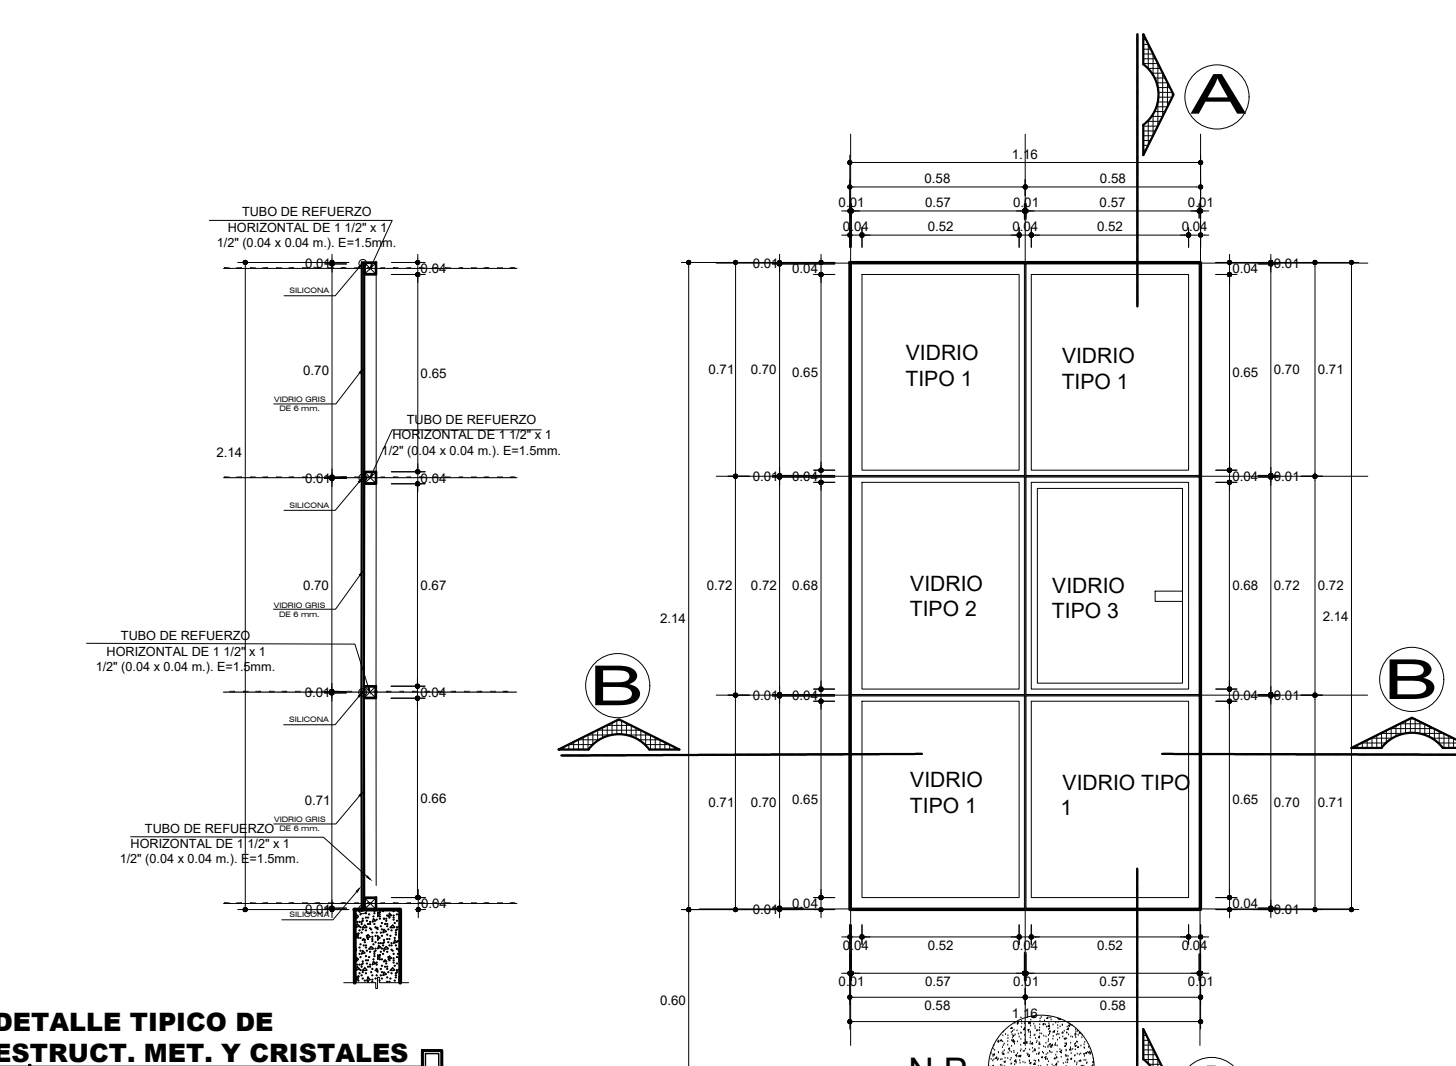 A
1.16
0.58 0.58
0.01 0.57 0.01 0.57 0.01
0.04 0.52 0.04 0.52 0.04
TUBO DE REFUERZO
HORIZONTAL DE 1 1/2" x 1
1/2" (0.04 x 0.04 m.). E=1.5mm.
0.01 0.04
SILICONA
0.70 0.65
VIDRIO GRIS
DE 6 mm.
TUBO DE REFUERZO
HORIZONTAL DE 1 1/2" x 1
1/2" (0.04 x 0.04 m.). E=1.5mm.
2.14
0.01 0.04
SILICONA
0.70 0.67
VIDRIO GRIS
DE 6 mm.
TUBO DE REFUERZO
HORIZONTAL DE 1 1/2" x 1
1/2" (0.04 x 0.04 m.). E=1.5mm.
0.01 0.04
SILICONA
0.71 0.66
VIDRIO GRIS
DE 6 mm.
TUBO DE REFUERZO
HORIZONTAL DE 1 1/2" x 1
1/2" (0.04 x 0.04 m.). E=1.5mm.
0.01 0.04
SILICONA
DETALLE TIPICO DE
ESTRUCT. MET. Y CRISTALES
0.01 0.04 0.04 0.01
VIDRIO
TIPO 1
VIDRIO
TIPO 1
0.71 0.70 0.65 0.65 0.70 0.71
0.01 0.04 0.04 0.01
VIDRIO
TIPO 2
VIDRIO
TIPO 3
0.72 0.72 0.68 0.68 0.72 0.72
2.14 2.14
B B
0.01 0.04 0.04 0.01
VIDRIO
TIPO 1
VIDRIO TIPO
1
0.71 0.70 0.65 0.65 0.70 0.71
0.01 0.04 0.04 0.01
0.04 0.52 0.04 0.52 0.04
0.01 0.57 0.01 0.57 0.01
0.58 0.58
1.16
0.60